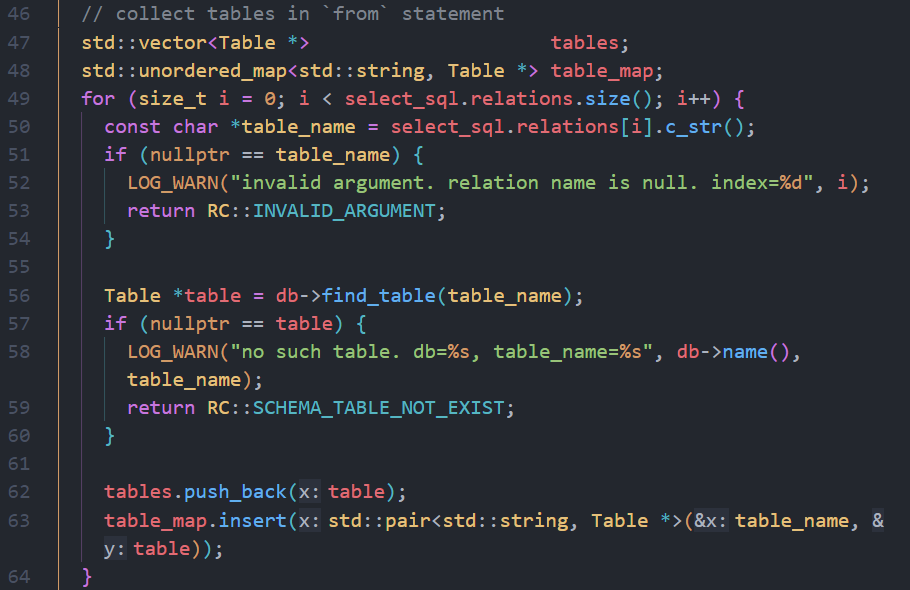 46 // collect tables in `from` statement
47 std::vector<Table *>                     tables;
48 std::unordered_map<std::string, Table *> table_map;
49 for (size_t i = 0; i < select_sql.relations.size(); i++) {
50   const char *table_name = select_sql.relations[i].c_str();
51   if (nullptr == table_name) {
52     LOG_WARN("invalid argument. relation name is null. index=%d", i);
53     return RC::INVALID_ARGUMENT;
54   }
55
56   Table *table = db->find_table(table_name);
57   if (nullptr == table) {
58     LOG_WARN("no such table. db=%s, table_name=%s", db->name(),
    table_name);
59     return RC::SCHEMA_TABLE_NOT_EXIST;
60   }
61
62   tables.push_back(x: table);
63   table_map.insert(x: std::pair<std::string, Table *>(&x: table_name, &
  y: table));
64 }